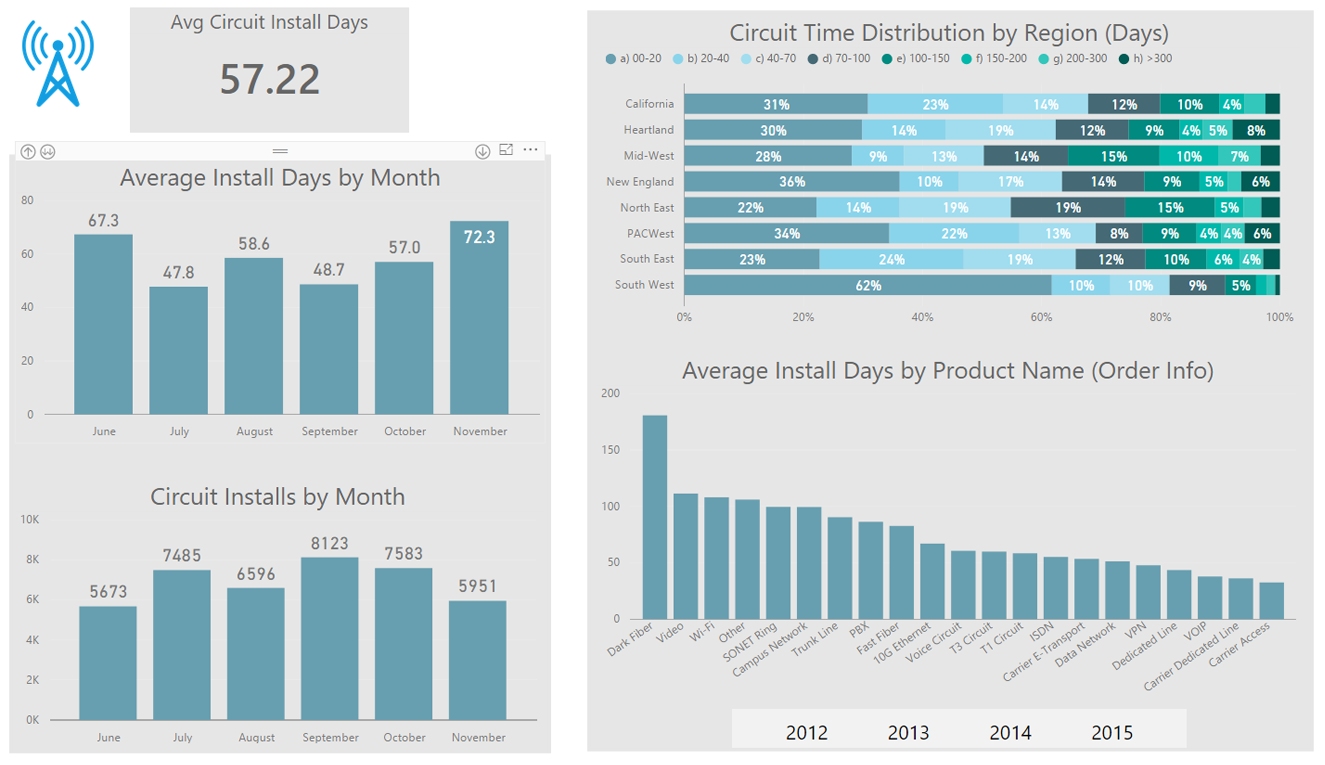 Avg Circuit Install Days
57.22
Average Install Days by Month
80
60
40
20
0
67.3
47.8
58.6
48.7
57.0
72.3
June July August September October November
Circuit Installs by Month
10K
8K
6K
4K
2K
0K
5673
7485
6596
8123
7583
5951
June July August September October November
Circuit Time Distribution by Region (Days)
a) 00-20 b) 20-40 c) 40-70 d) 70-100 e) 100-150 f) 150-200 g) 200-300 h) >300
California 31% 23% 14% 12% 10% 4%
Heartland 30% 14% 19% 12% 9% 4% 5% 8%
Mid-West 28% 9% 13% 14% 15% 10% 7%
New England 36% 10% 17% 14% 9% 5% 6%
North East 22% 14% 19% 19% 15% 5%
PACWest 34% 22% 13% 8% 9% 4% 4% 6%
South East 23% 24% 19% 12% 10% 6% 4%
South West 62% 10% 10% 9% 5%
0% 20% 40% 60% 80% 100%
Average Install Days by Product Name (Order Info)
200
150
100
50
0
Dark Fiber
Video
Wi-Fi
Other
SONET Ring
Campus Network
Trunk Line
PBX
Fast Fiber
10G Ethernet
Voice Circuit
T3 Circuit
T1 Circuit
ISDN
Carrier E-Transport
Data Network
VPN
Dedicated Line
VOIP
Carrier Dedicated Line
Carrier Access
2012 2013 2014 2015